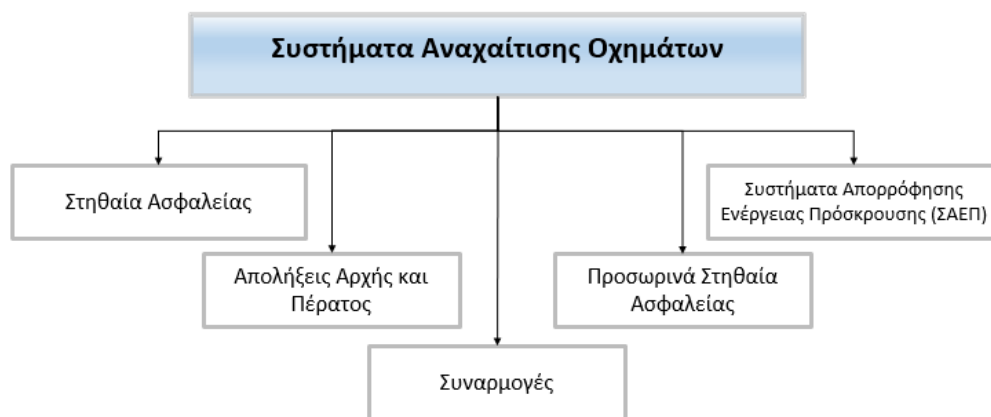 Συστήματα Αναχαίτισης Οχημάτων
Στηθαία Ασφαλείας
Συστήματα Απορρόφησης
Ενέργειας Πρόσκρουσης (ΣΑΕΠ)
Απολήξεις Αρχής και
Πέρατος
Προσωρινά Στηθαία
Ασφαλείας
Συναρμογές